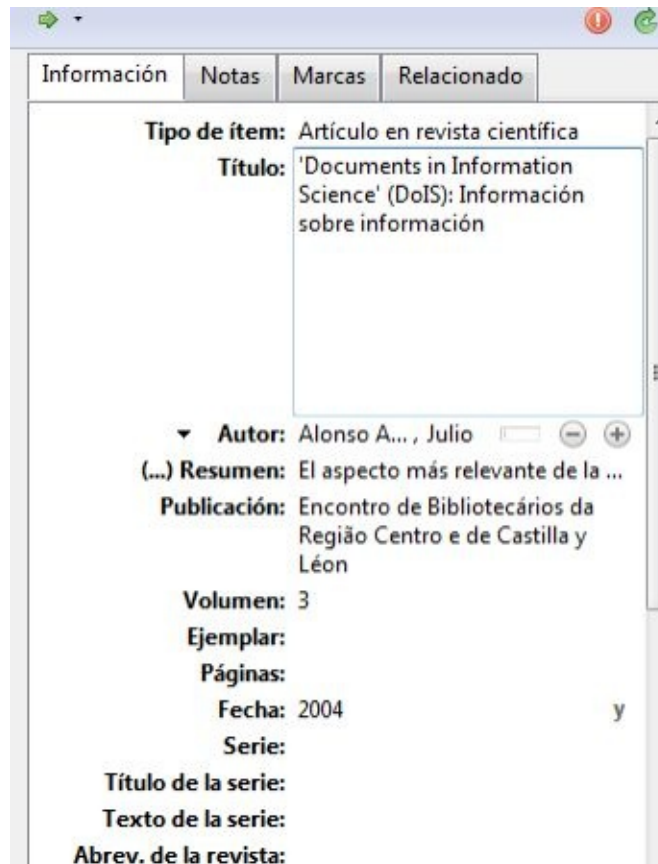 Información Notas Marcas Relacionado
Tipo de ítem: Artículo en revista científica
Título: 'Documents in Information
Science' (DoIS): Información
sobre información
Autor: Alonso A... , Julio
(...) Resumen: El aspecto más relevante de la ...
Publicación: Encontro de Bibliotecários da
Região Centro e de Castilla y
Léon
Volumen: 3
Ejemplar:
Páginas:
Fecha: 2004 y
Serie:
Título de la serie:
Texto de la serie:
Abrev. de la revista: